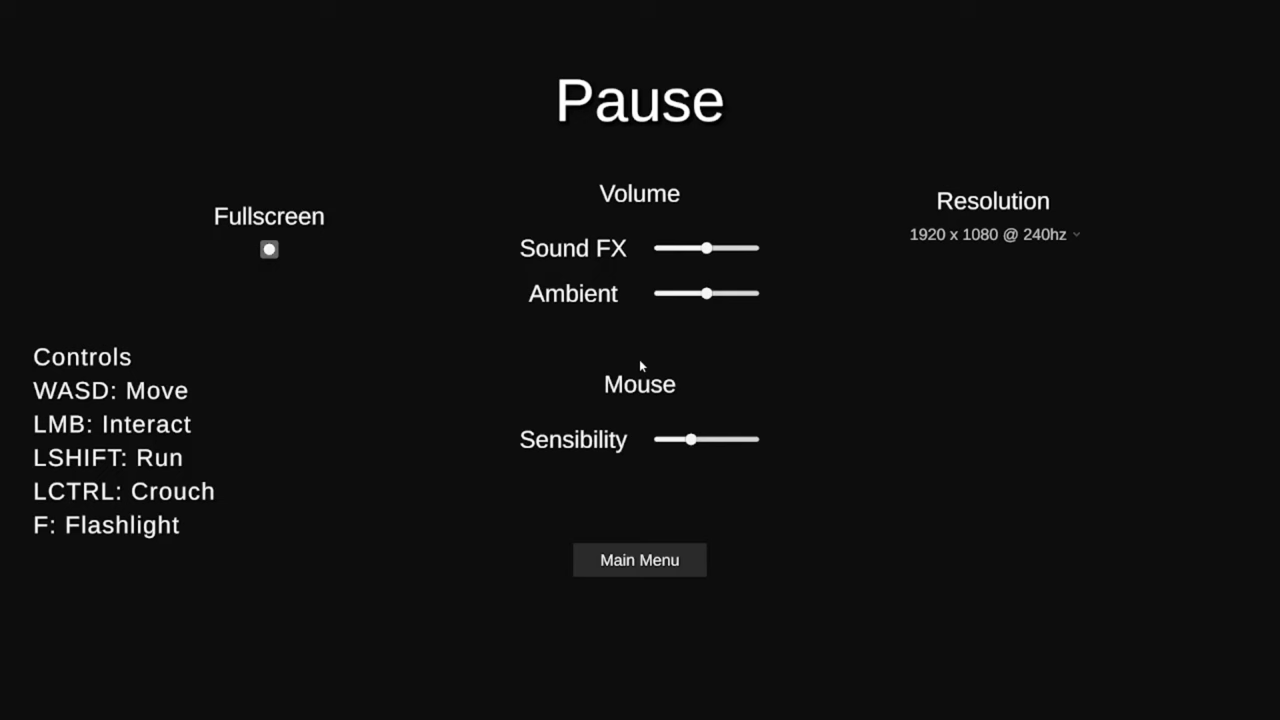 Pause
Fullscreen
Volume
Sound FX
Ambient
Resolution
1920 x 1080 @ 240hz
Mouse
Sensibility
Controls
WASD: Move
LMB: Interact
LSHIFT: Run
LCTRL: Crouch
F: Flashlight
Main Menu